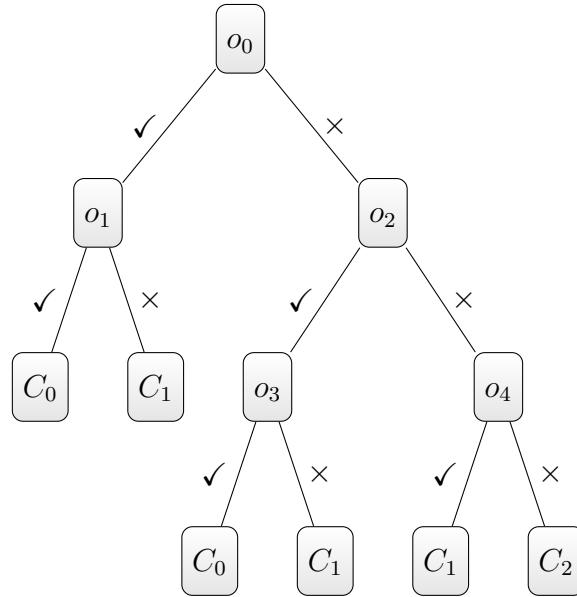 o₀
✓ ×
o₁ o₂
✓ × ✓ ×
C₀ C₁ o₃ o₄
✓ × ✓ ×
C₀ C₁ C₁ C₂